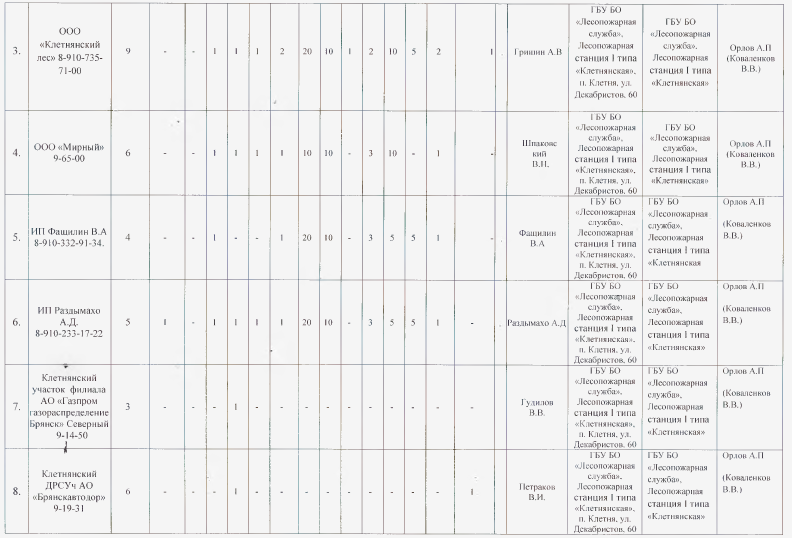 3.
ООО
«Клетнянский
лес» 8-910-735-
71-00
9 - - 1 1 1 2 20 10 1 2 10 5 2 1
Гришин А.В
ГБУ БО
«Лесопожарная
служба»,
Лесопожарная
станция I типа
«Клетнянская»,
п. Клетня, ул.
Декабристов, 60
ГБУ БО
«Лесопожарная
служба»,
Лесопожарная
станция I типа
«Клетнянская»
Орлов А.П
(Коваленков
В.В.)
4.
ООО «Мирный»
9-65-00
6 - - 1 1 1 1 10 10 - 3 10 - 1
Шпаковс
кий
В.И.
ГБУ БО
«Лесопожарная
служба»,
Лесопожарная
станция I типа
«Клетнянская»,
п. Клетня, ул.
Декабристов, 60
ГБУ БО
«Лесопожарная
служба»,
Лесопожарная
станция I типа
«Клетнянская»
Орлов А.П
(Коваленков
В.В.)
5.
ИП Фащилин В.А
8-910-332-91-34.
4 - - 1 - - 1 20 10 - 3 5 5 1 -
Фащилин
В.А
ГБУ БО
«Лесопожарная
служба»,
Лесопожарная
станция I типа
«Клетнянская»,
п. Клетня, ул.
Декабристов, 60
ГБУ БО
«Лесопожарная
служба»,
Лесопожарная
станция I типа
«Клетнянская
Орлов А.П
(Коваленков
В.В.)
6.
ИП Раздымахо
А.Д.
8-910-233-17-22
5 1 - 1 1 1 1 20 10 - 3 5 5 1 - -
Раздымахо А.Д
ГБУ БО
«Лесопожарная
служба»,
Лесопожарная
станция I типа
«Клетнянская»,
п. Клетня, ул.
Декабристов, 60
ГБУ БО
«Лесопожарная
служба»,
Лесопожарная
станция I типа
«Клетнянская»
Орлов А.П
(Коваленков
В.В.)
7.
Клетнянский
участок филиала
АО «Газпром
газораспределение
Брянск» Северный
9-14-50
3 - - - 1 - - - - - - - - - - -
Гудилов
В.В.
ГБУ БО
«Лесопожарная
служба»,
Лесопожарная
станция I типа
«Клетнянская»,
п. Клетня, ул.
Декабристов, 60
ГБУ БО
«Лесопожарная
служба»,
Лесопожарная
станция I типа
«Клетнянская»
Орлов А.П
(Коваленков
В.В.)
8.
Клетнянский
ДРСУч АО
«Брянскавтодор»
9-19-31
6 - - - 1 - - - - - - - - - 1 -
Петраков
В.И.
ГБУ БО
«Лесопожарная
служба»,
Лесопожарная
станция I типа
«Клетнянская»,
п. Клетня, ул.
Декабристов, 60
ГБУ БО
«Лесопожарная
служба»,
Лесопожарная
станция I типа
«Клетнянская»
Орлов А.П
(Коваленков
В.В.)